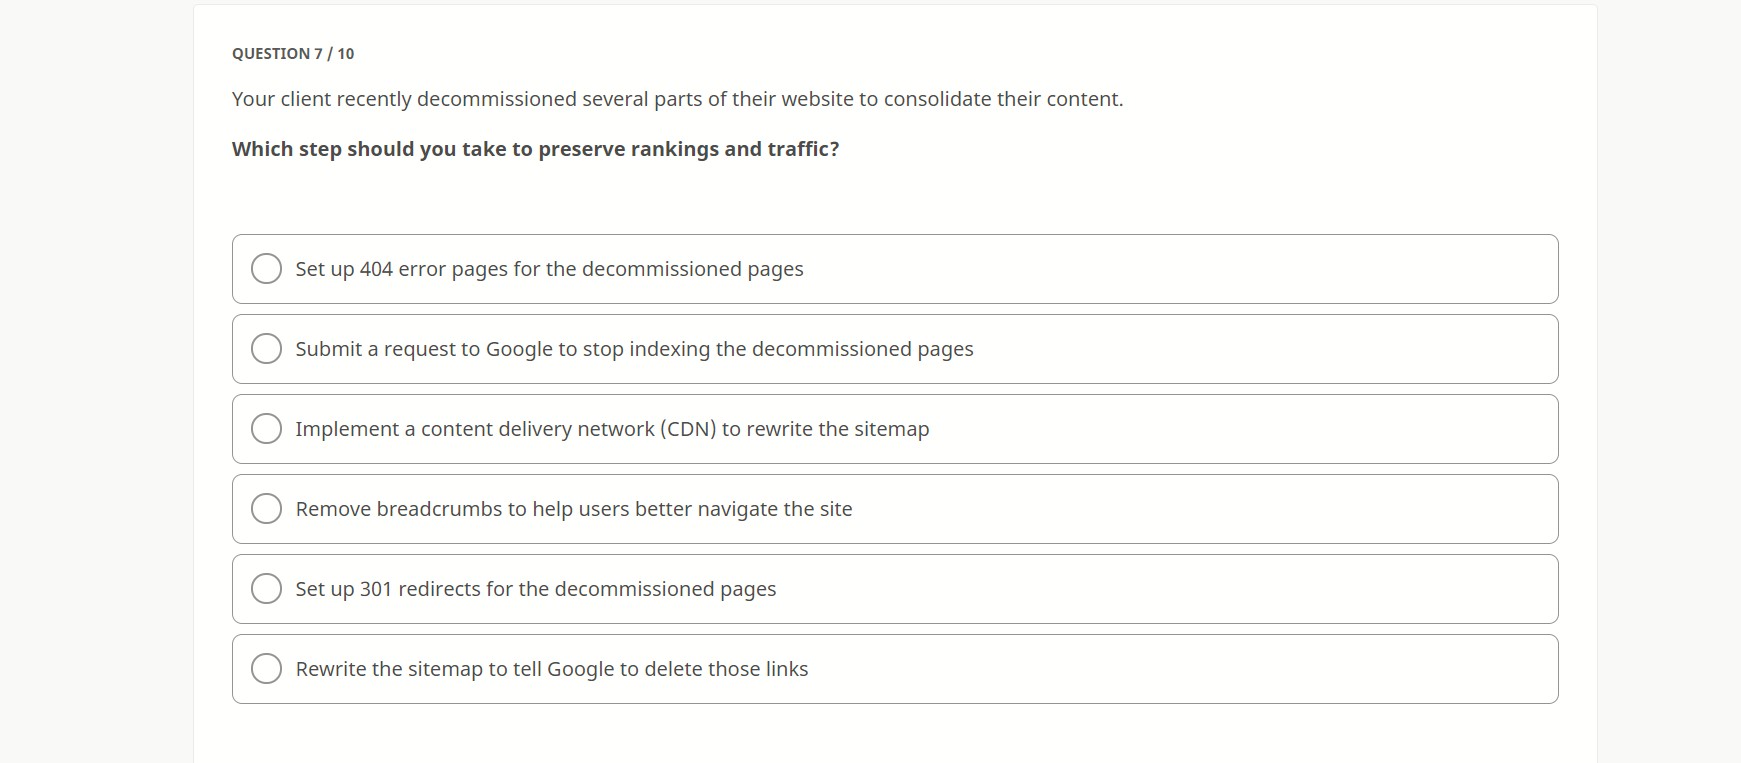 QUESTION 7 / 10
Your client recently decommissioned several parts of their website to consolidate their content.
Which step should you take to preserve rankings and traffic?
Set up 404 error pages for the decommissioned pages
Submit a request to Google to stop indexing the decommissioned pages
Implement a content delivery network (CDN) to rewrite the sitemap
Remove breadcrumbs to help users better navigate the site
Set up 301 redirects for the decommissioned pages
Rewrite the sitemap to tell Google to delete those links